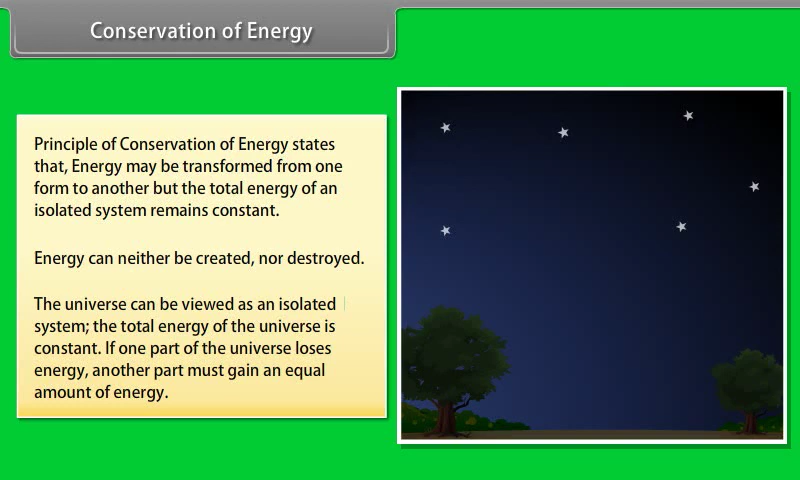 Conservation of Energy
Principle of Conservation of Energy states
that, Energy may be transformed from one
form to another but the total energy of an
isolated system remains constant.
Energy can neither be created, nor destroyed.
The universe can be viewed as an isolated
system; the total energy of the universe is
constant. If one part of the universe loses
energy, another part must gain an equal
amount of energy.